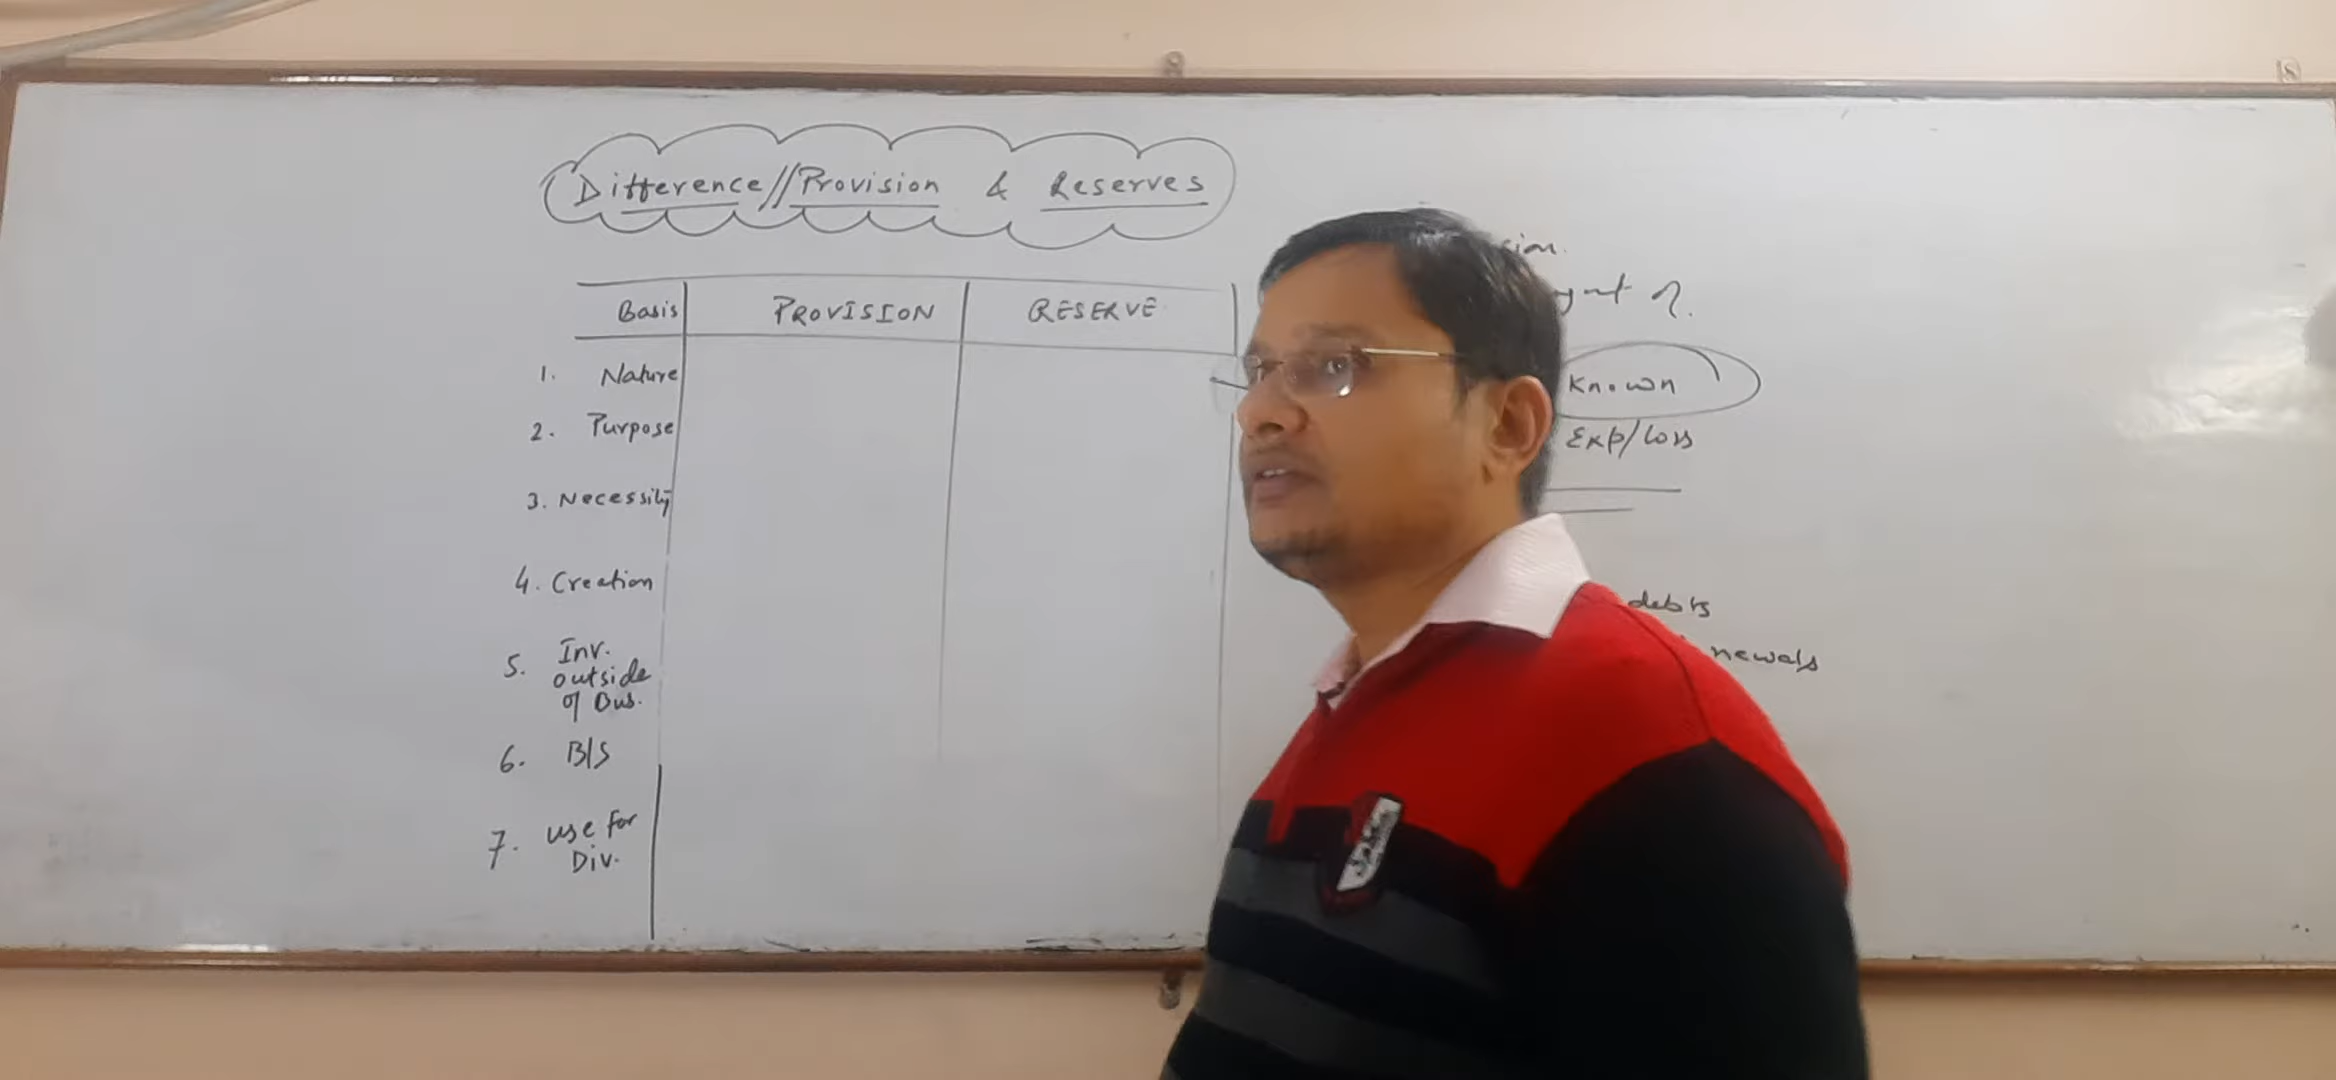 Difference//Provision & Reserves
Basis PROVISION RESERVE
1. Nature
2. Purpose
3. Necessity
4. Creation
5. Inv.
outside
of Bus.
6. B/S
7. use for
Div.
Known
Exp/Loss
debts